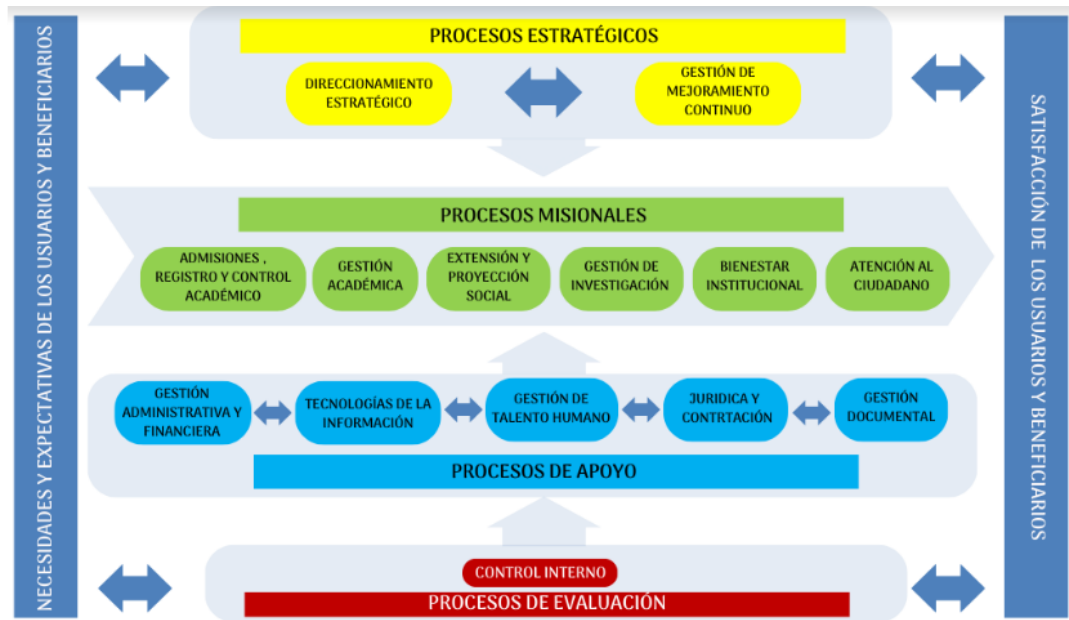 NECESIDADES Y EXPECTATIVAS DE LOS USUARIOS Y BENEFICIARIOS
PROCESOS ESTRATÉGICOS
DIRECCIONAMIENTO
ESTRATÉGICO
GESTIÓN DE
MEJORAMIENTO
CONTINUO
PROCESOS MISIONALES
ADMISIONES ,
REGISTRO Y CONTROL
ACADÉMICO
GESTIÓN
ACADÉMICA
EXTENSIÓN Y
PROYECCIÓN
SOCIAL
GESTIÓN DE
INVESTIGACIÓN
BIENESTAR
INSTITUCIONAL
ATENCIÓN AL
CIUDADANO
GESTIÓN
ADMINISTRATIVA Y
FINANCIERA
TECNOLOGÍAS DE LA
INFORMACIÓN
GESTIÓN DE
TALENTO HUMANO
JURIDICA Y
CONTRTACIÓN
GESTIÓN
DOCUMENTAL
PROCESOS DE APOYO
CONTROL INTERNO
PROCESOS DE EVALUACIÓN
SATISFACCIÓN DE LOS USUARIOS Y BENEFICIARIOS